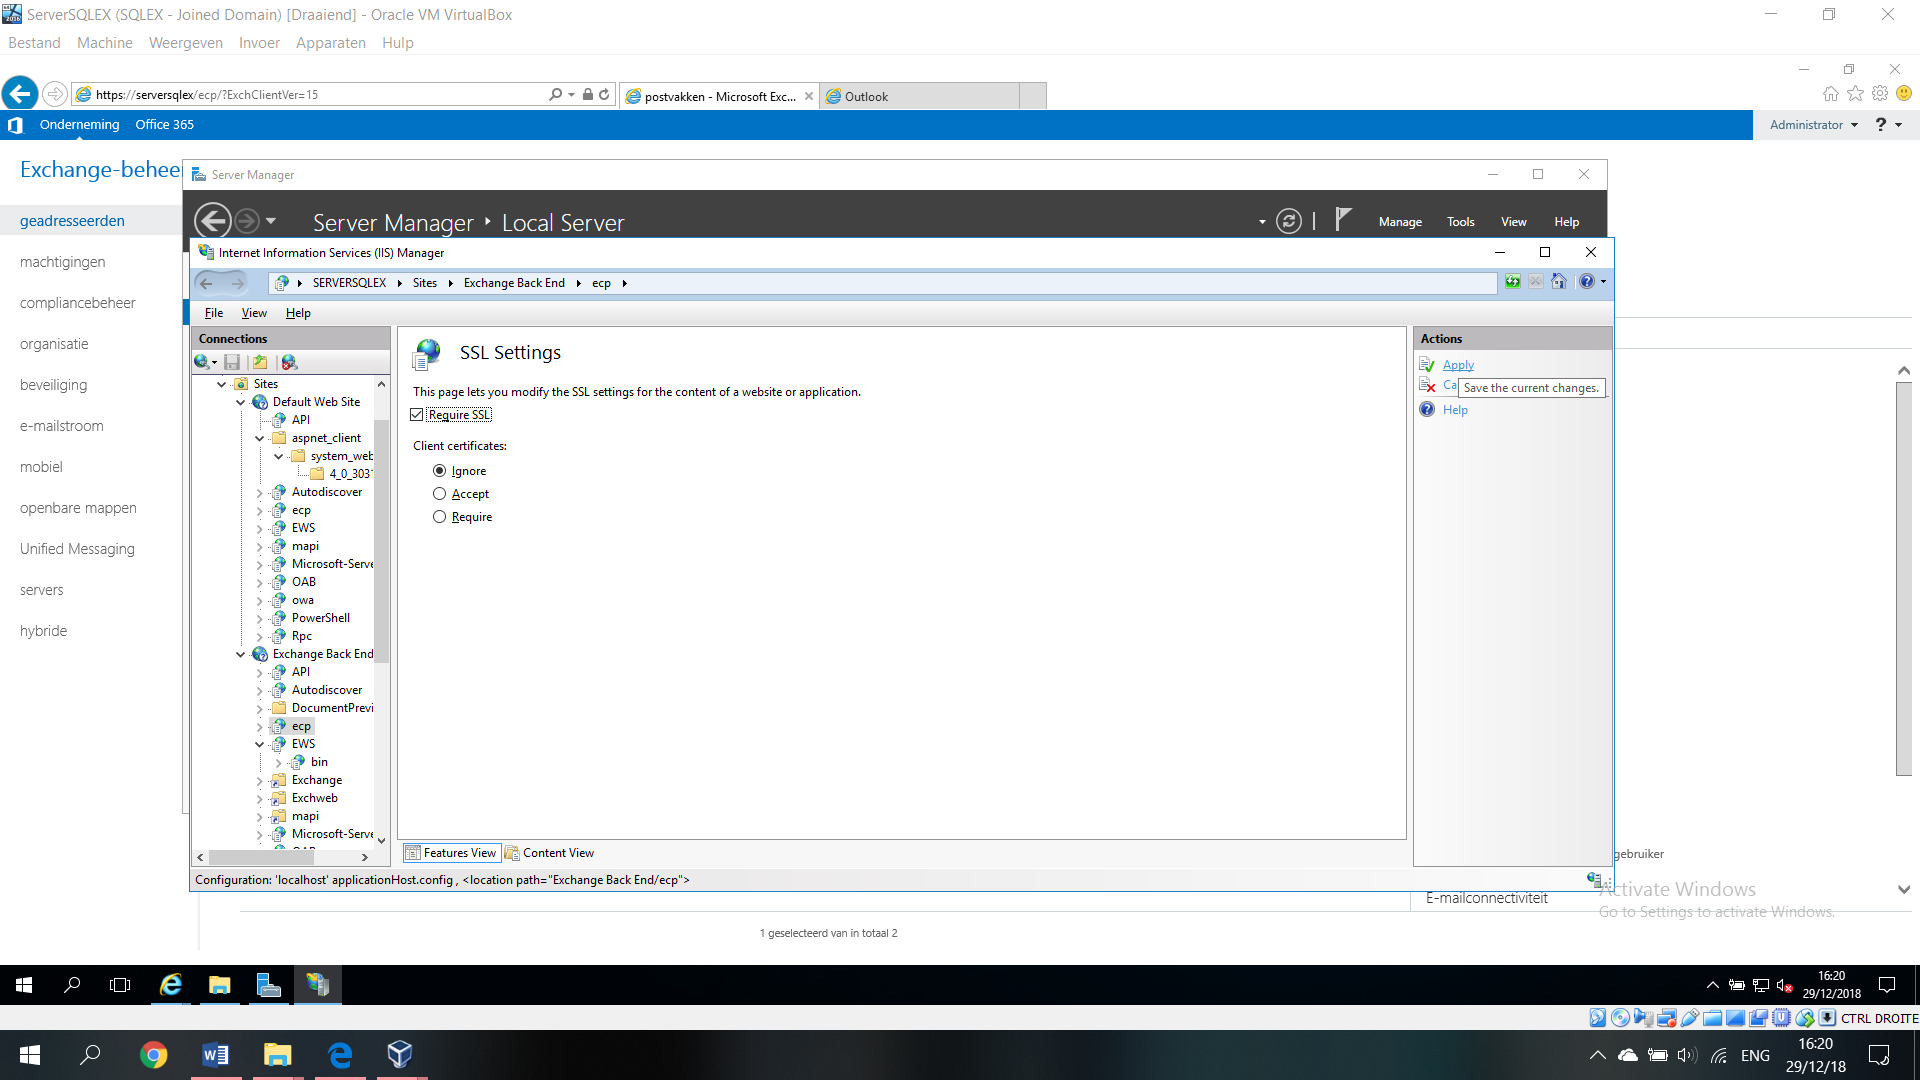 ServerSQLEX (SQLEX - Joined Domain) [Draaiend] - Oracle VM VirtualBox
Bestand Machine Weergeven Invoer Apparaten Hulp
https://serversqlex/ecp/?ExchClientVer=15
postvakken - Microsoft Exc...
Outlook
Onderneming Office 365
Administrator ?
Exchange-behee
geadresseerden
machtigingen
compliancebeheer
organisatie
beveiliging
e-mailstroom
mobiel
openbare mappen
Unified Messaging
servers
hybride
Server Manager
Server Manager Local Server
Manage Tools View Help
Internet Information Services (IIS) Manager
SERVERSQLEX Sites Exchange Back End ecp
File View Help
Connections
Sites
Default Web Site
API
aspnet_client
system_web
4_0_303
Autodiscover
ecp
EWS
mapi
Microsoft-Serve
OAB
owa
PowerShell
Rpc
Exchange Back End
API
Autodiscover
DocumentPrevi
ecp
EWS
bin
Exchange
Exchweb
mapi
Microsoft-Serve
SSL Settings
This page lets you modify the SSL settings for the content of a website or application.
Require SSL
Client certificates:
Ignore
Accept
Require
Features View Content View
Actions
Apply
Ca
Save the current changes.
Help
Configuration: 'localhost' applicationHost.config , <location path="Exchange Back End/ecp">
gebruiker
E-mailconnectiviteit
Activate Windows
Go to Settings to activate Windows.
1 geselecteerd van in totaal 2
16:20
29/12/2018
CTRL DROITE
ENG
16:20
29/12/18